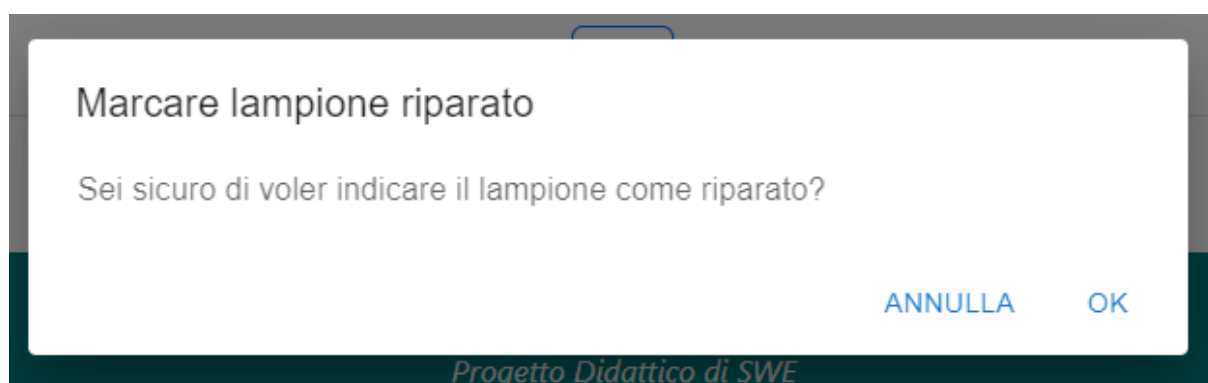 Marcare lampione riparato
Sei sicuro di voler indicare il lampione come riparato?
ANNULLA OK
Progetto Didattico di SWE